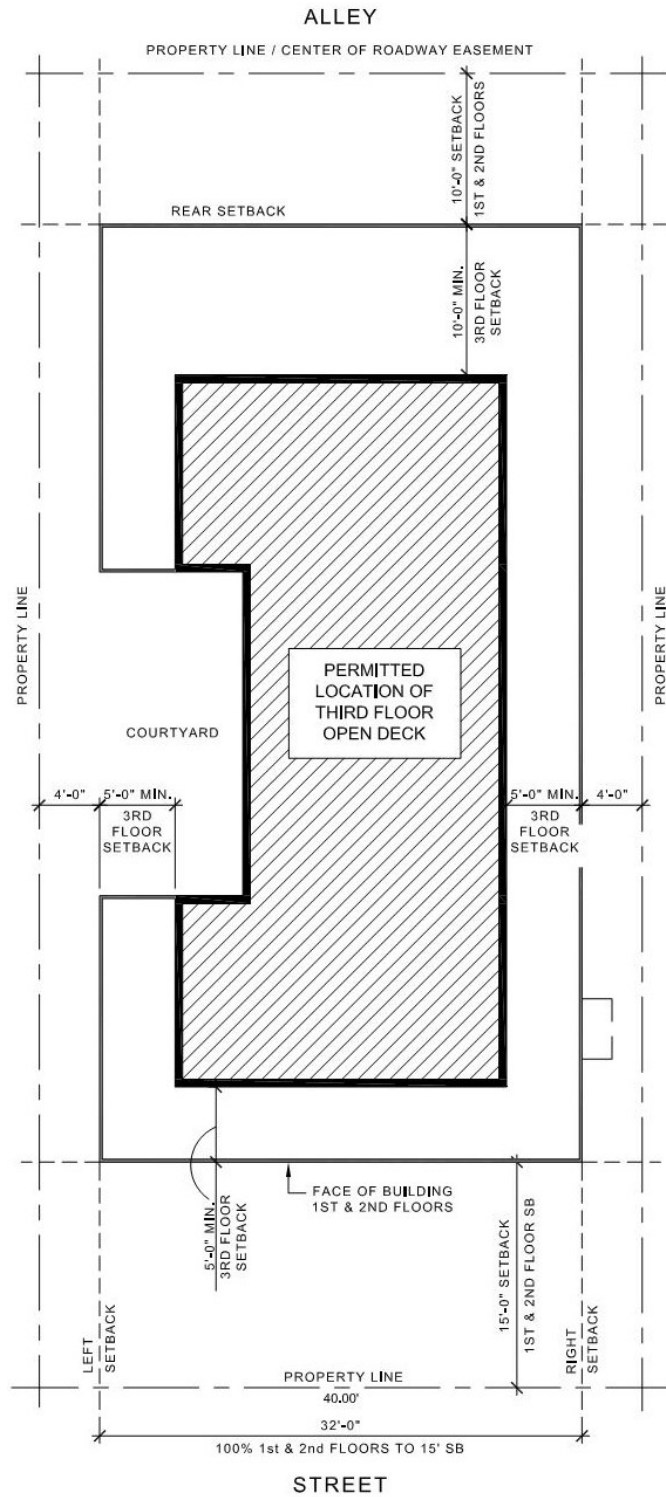 ALLEY
PROPERTY LINE / CENTER OF ROADWAY EASEMENT
10'-0" SETBACK
1ST & 2ND FLOORS
REAR SETBACK
10'-0" MIN.
3RD FLOOR
SETBACK
PROPERTY LINE
PROPERTY LINE
PERMITTED
LOCATION OF
THIRD FLOOR
OPEN DECK
COURTYARD
4'-0"
5'-0" MIN.
3RD
FLOOR
SETBACK
5'-0" MIN.
3RD
FLOOR
SETBACK
4'-0"
FACE OF BUILDING
1ST & 2ND FLOORS
5'-0" MIN.
3RD FLOOR
SETBACK
15'-0" SETBACK
1ST & 2ND FLOOR SB
LEFT
SETBACK
RIGHT
SETBACK
PROPERTY LINE
40.00'
32'-0"
100% 1st & 2nd FLOORS TO 15' SB
STREET